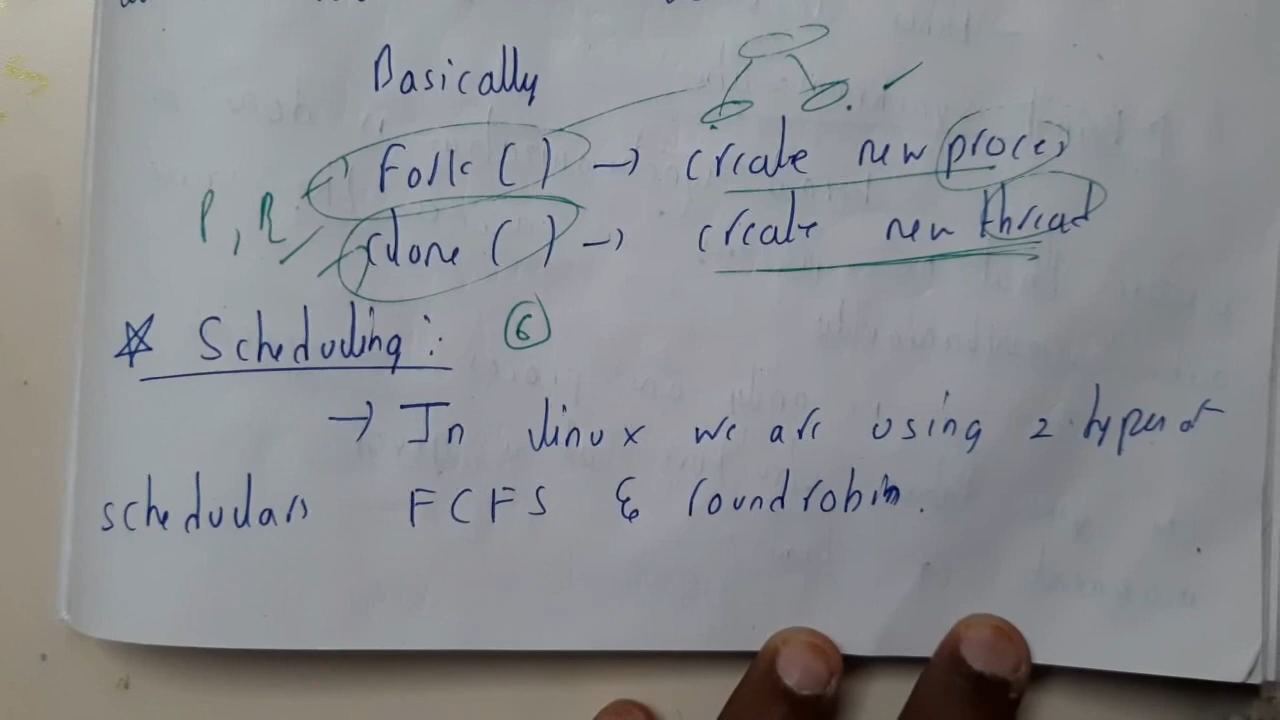 Basically
Fork () → create new process
clone () → create new thread
P, R
* Scheduling: 6
→ In linux we are using 2 types of
schedulars FCFS & roundrobin.